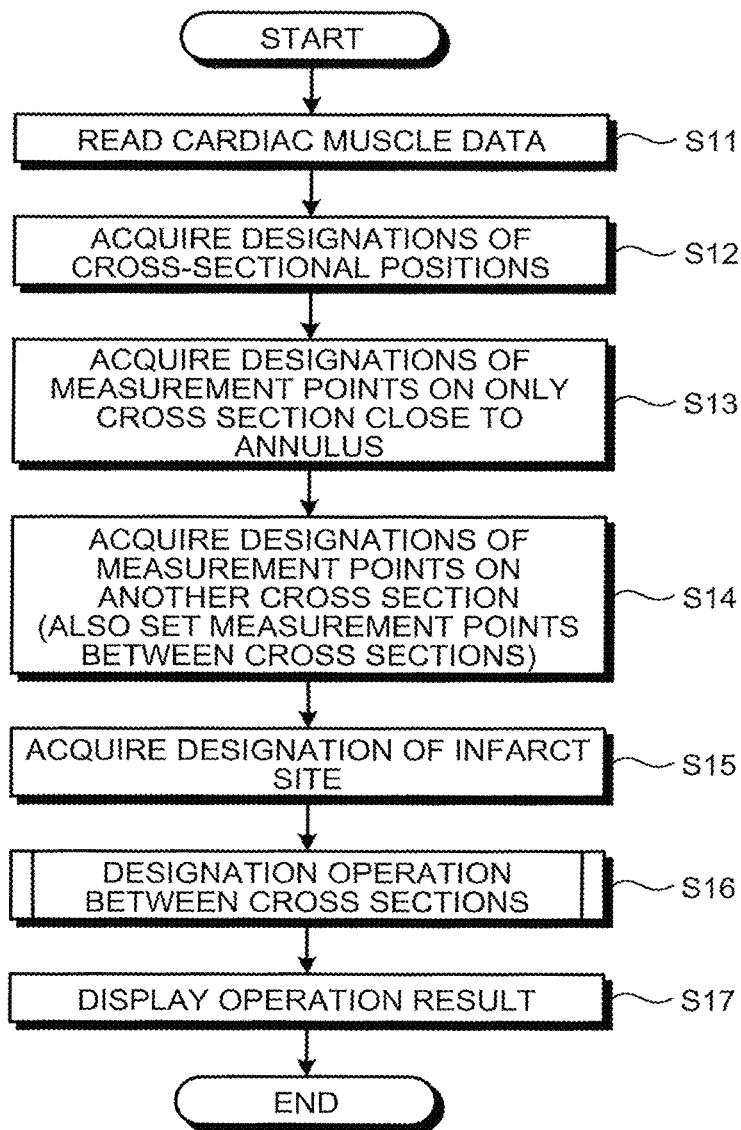 START
READ CARDIAC MUSCLE DATA
S11
ACQUIRE DESIGNATIONS OF
CROSS-SECTIONAL POSITIONS
S12
ACQUIRE DESIGNATIONS OF
MEASUREMENT POINTS ON ONLY
CROSS SECTION CLOSE TO
ANNULUS
S13
ACQUIRE DESIGNATIONS OF
MEASUREMENT POINTS ON
ANOTHER CROSS SECTION
(ALSO SET MEASUREMENT POINTS
BETWEEN CROSS SECTIONS)
S14
ACQUIRE DESIGNATION OF INFARCT
SITE
S15
DESIGNATION OPERATION
BETWEEN CROSS SECTIONS
S16
DISPLAY OPERATION RESULT
S17
END